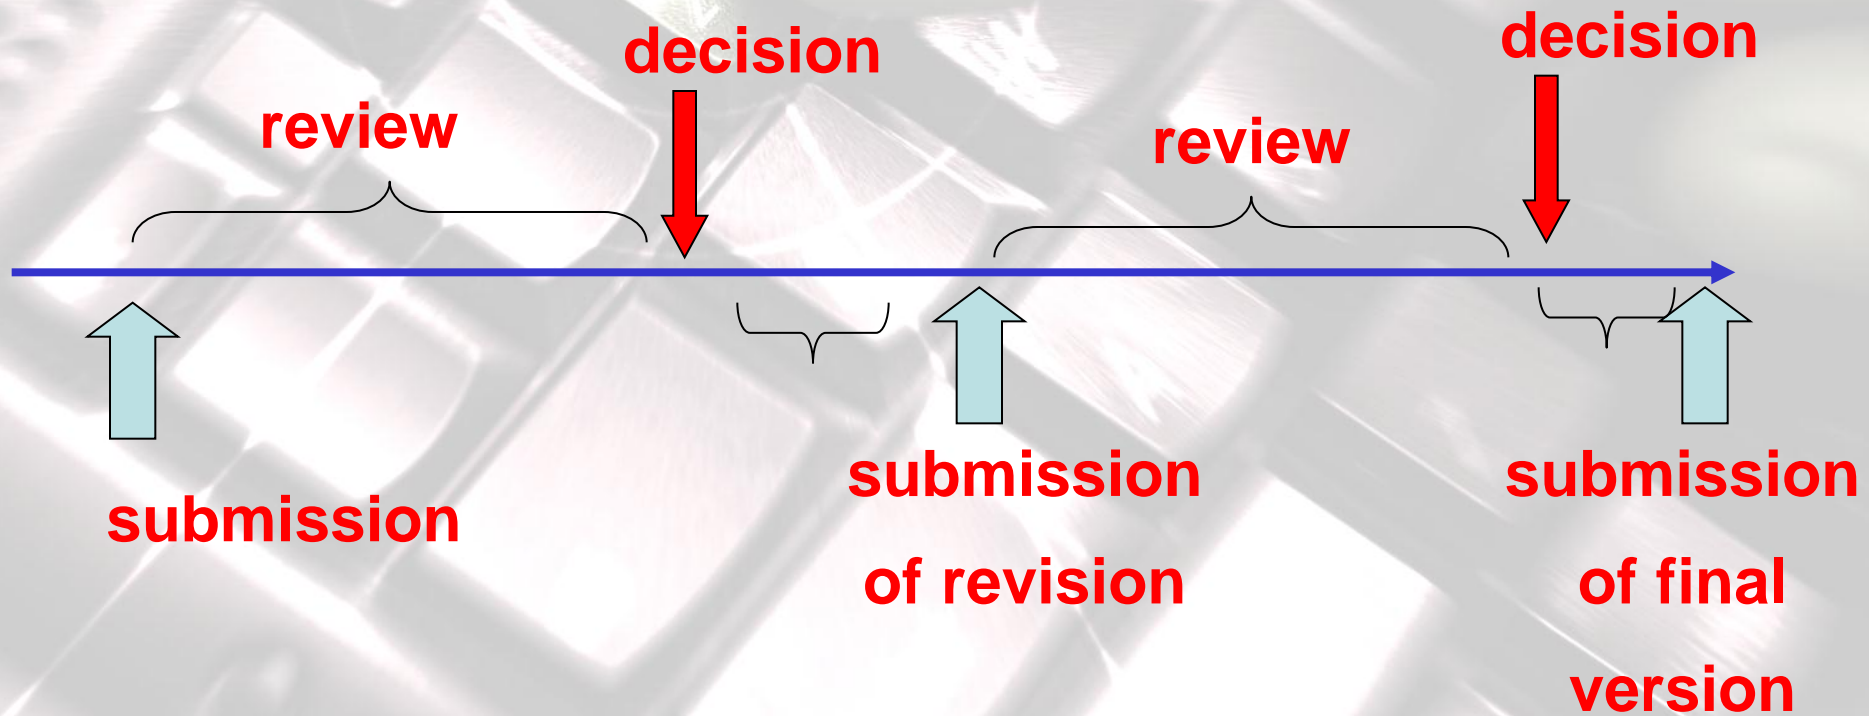 decision
decision
review
review
submission
submission
of revision
submission
of final
version